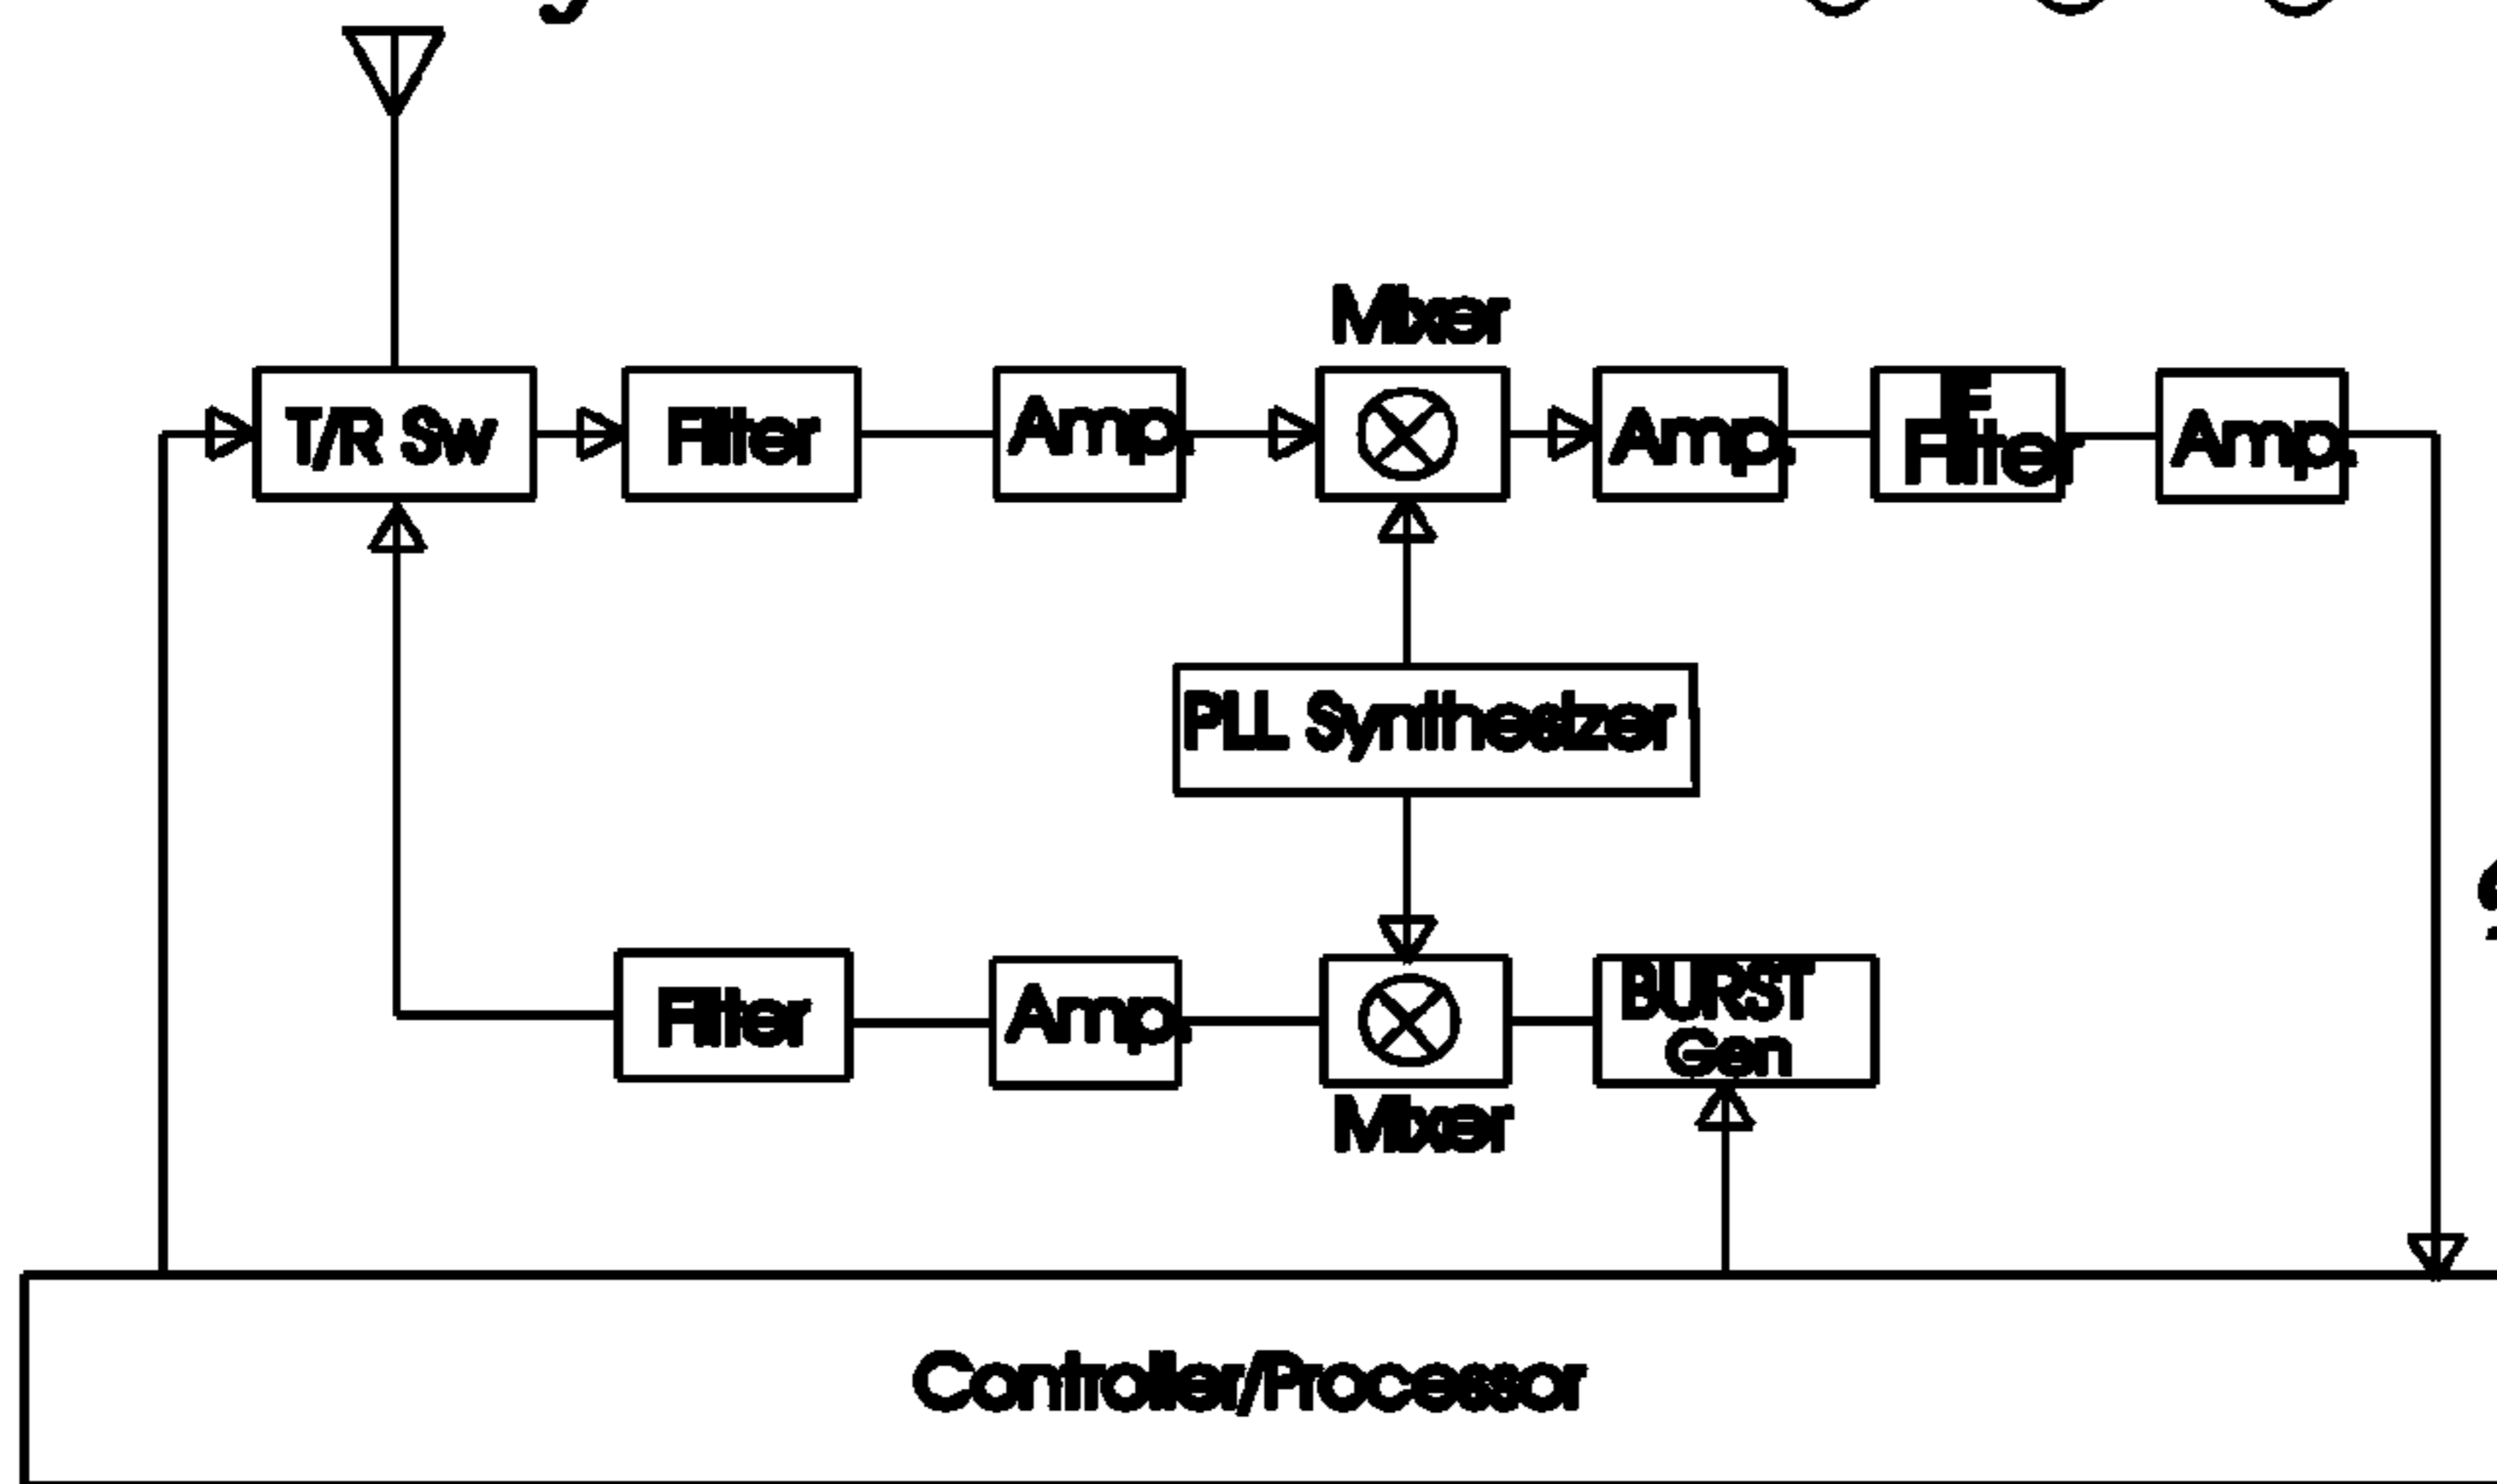 Mixer
T/R Sw
Filter
Amp.
Amp.
IF
Filter
Amp.
PLL Synthesizer
Filter
Amp.
BURST
Gen
Mixer
Controller/Processor